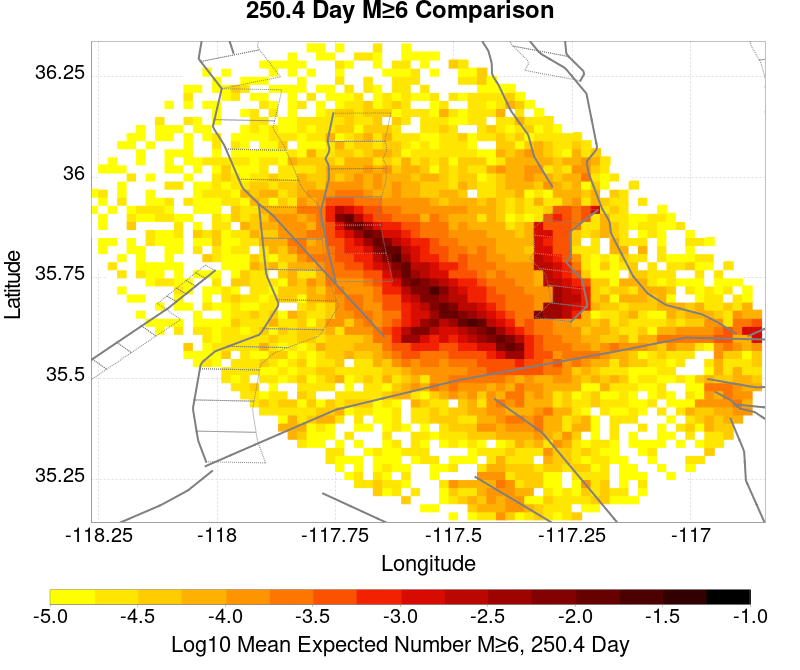 250.4 Day M≥6 Comparison
36.25
36
35.75
35.5
35.25
Latitude
-118.25 -118 -117.75 -117.5 -117.25 -117
Longitude
-5.0 -4.5 -4.0 -3.5 -3.0 -2.5 -2.0 -1.5 -1.0
Log10 Mean Expected Number M≥6, 250.4 Day